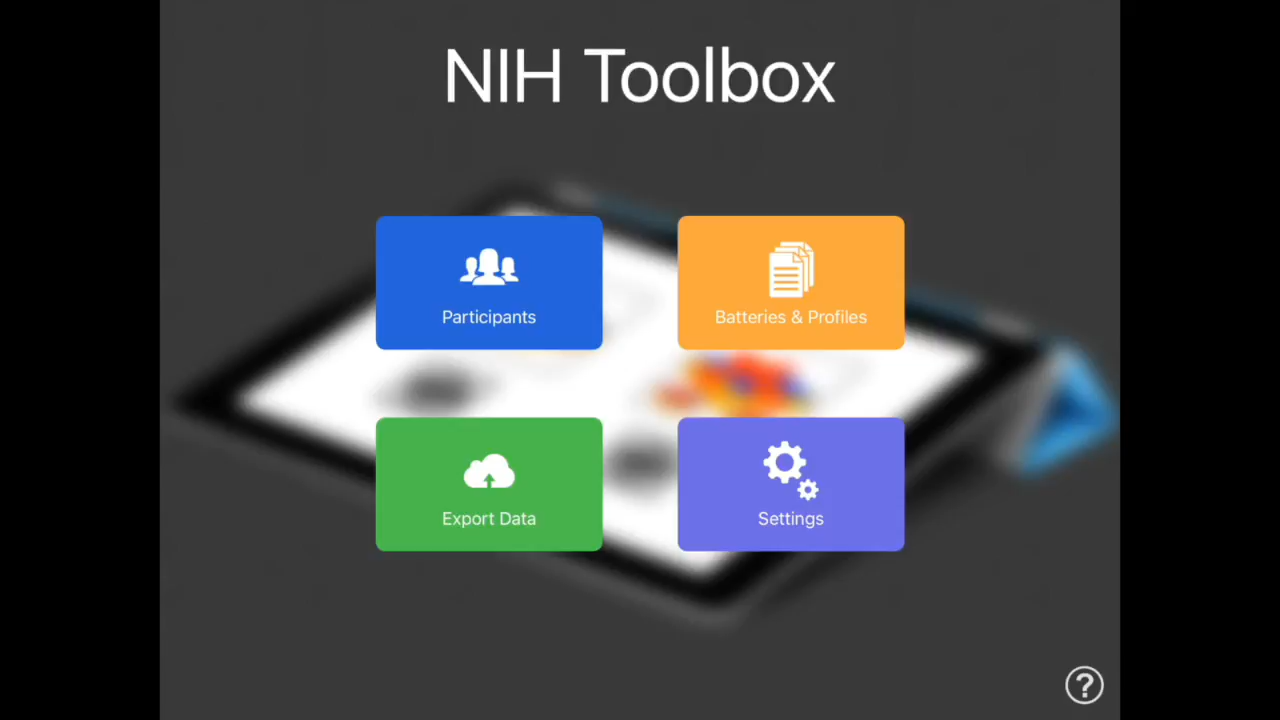 NIH Toolbox
Participants
Batteries & Profiles
Export Data
Settings
?